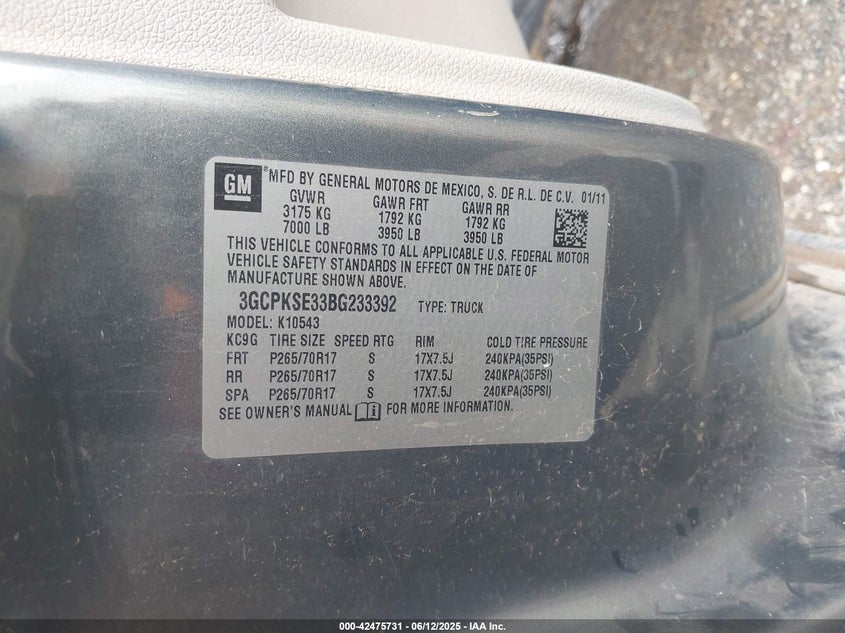 GM
*MFD BY GENERAL MOTORS DE MEXICO, S. DE R.L. DE C.V. 01/11
GVWR GAWR FRT GAWR RR
3175 KG 1792 KG 1792 KG
7000 LB 3950 LB 3950 LB
THIS VEHICLE CONFORMS TO ALL APPLICABLE U.S. FEDERAL MOTOR
VEHICLE SAFETY STANDARDS IN EFFECT ON THE DATE OF
MANUFACTURE SHOWN ABOVE.
3GCPKSE33BG233392 TYPE: TRUCK
MODEL: K10543
KC9G TIRE SIZE SPEED RTG RIM COLD TIRE PRESSURE
FRT P265/70R17 S 17X7.5J 240KPA(35PSI)
RR P265/70R17 S 17X7.5J 240KPA(35PSI)
SPA P265/70R17 S 17X7.5J 240KPA(35PSI)
SEE OWNER'S MANUAL FOR MORE INFORMATION.
000-42475731 - 06/12/2025 - IAA Inc.